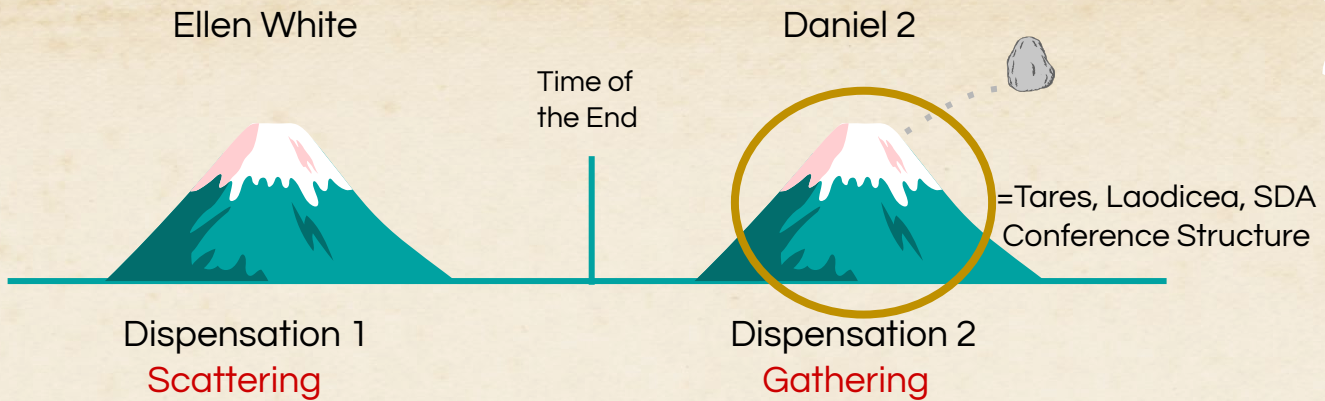 Ellen White
Daniel 2
Time of
the End
=Tares, Laodicea, SDA
Conference Structure
Dispensation 1
Scattering
Dispensation 2
Gathering